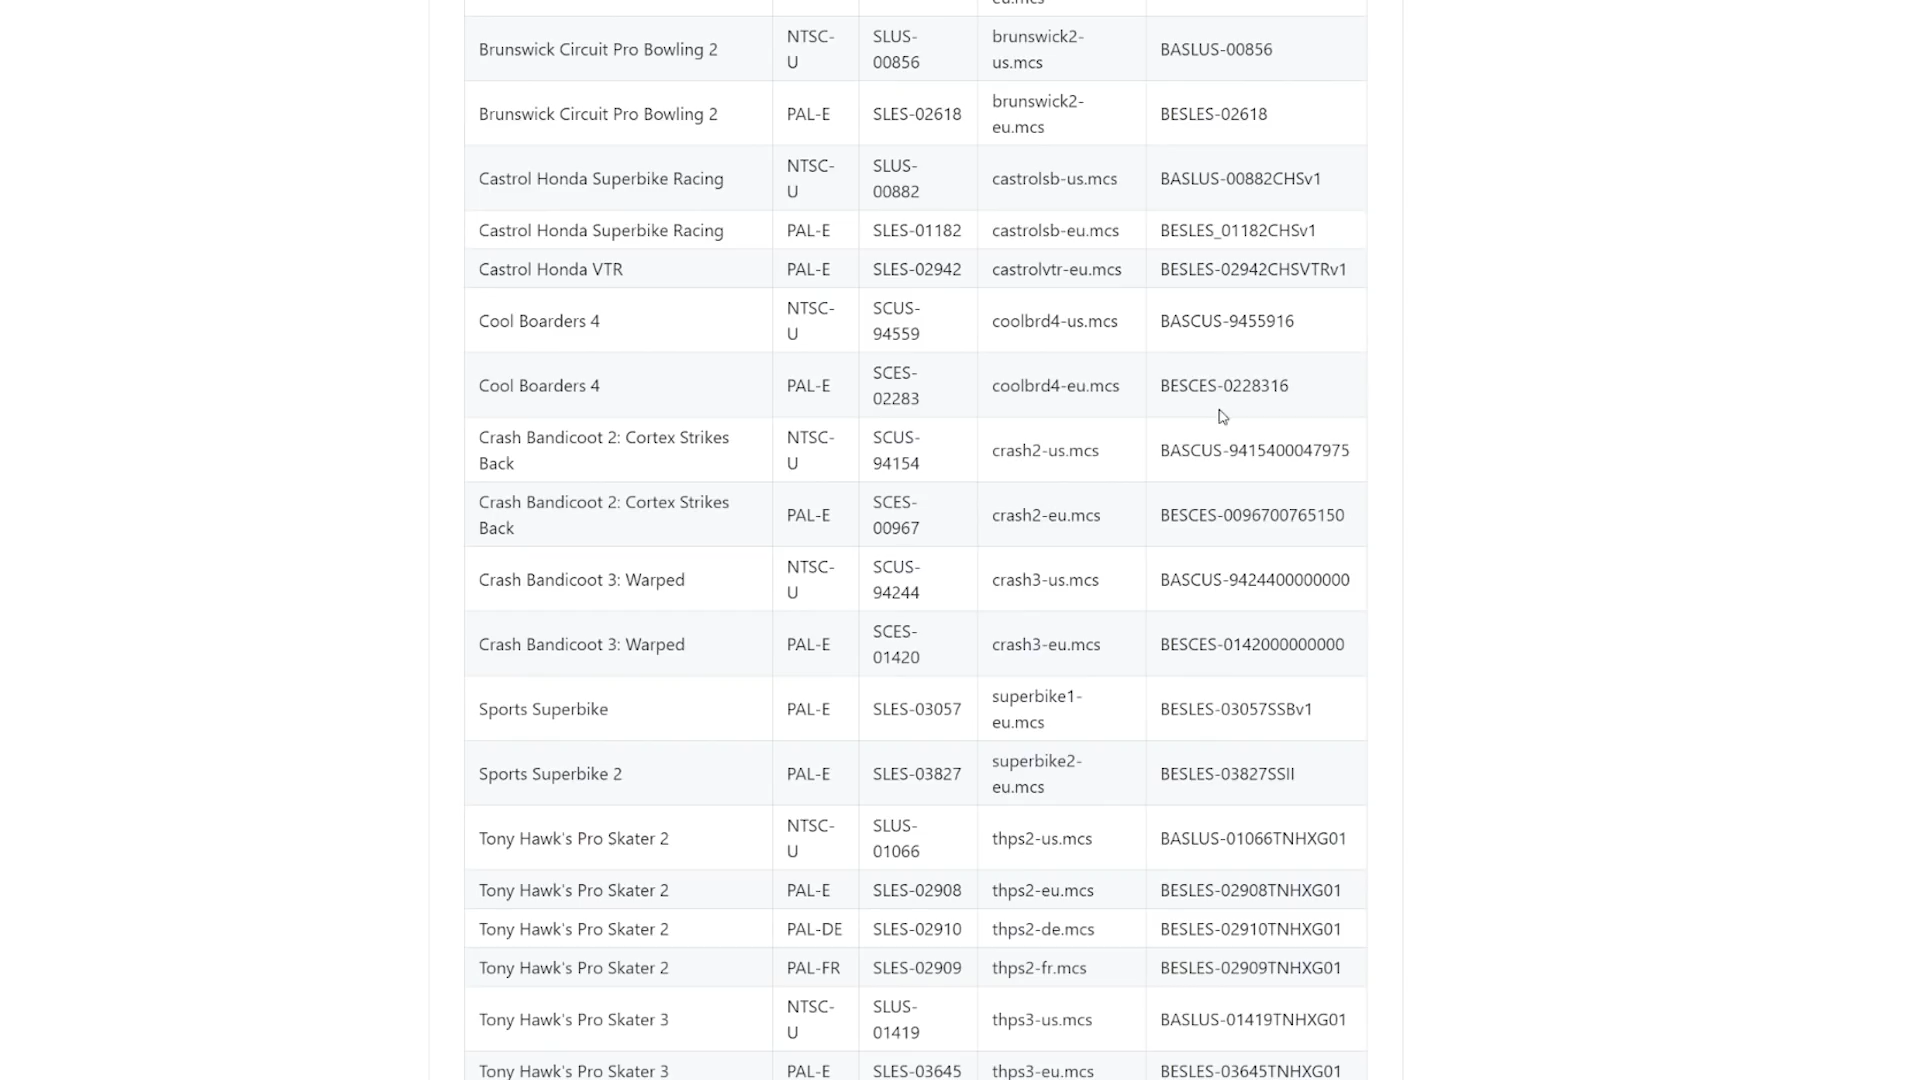 eu.mcs
Brunswick Circuit Pro Bowling 2 NTSC-U SLUS-00856 brunswick2-us.mcs BASLUS-00856
Brunswick Circuit Pro Bowling 2 PAL-E SLES-02618 brunswick2-eu.mcs BESLES-02618
Castrol Honda Superbike Racing NTSC-U SLUS-00882 castrolsb-us.mcs BASLUS-00882CHSv1
Castrol Honda Superbike Racing PAL-E SLES-01182 castrolsb-eu.mcs BESLES_01182CHSv1
Castrol Honda VTR PAL-E SLES-02942 castrolvtr-eu.mcs BESLES-02942CHSVTRv1
Cool Boarders 4 NTSC-U SCUS-94559 coolbrd4-us.mcs BASCUS-9455916
Cool Boarders 4 PAL-E SCES-02283 coolbrd4-eu.mcs BESCES-0228316
Crash Bandicoot 2: Cortex Strikes Back NTSC-U SCUS-94154 crash2-us.mcs BASCUS-9415400047975
Crash Bandicoot 2: Cortex Strikes Back PAL-E SCES-00967 crash2-eu.mcs BESCES-0096700765150
Crash Bandicoot 3: Warped NTSC-U SCUS-94244 crash3-us.mcs BASCUS-9424400000000
Crash Bandicoot 3: Warped PAL-E SCES-01420 crash3-eu.mcs BESCES-0142000000000
Sports Superbike PAL-E SLES-03057 superbike1-eu.mcs BESLES-03057SSBv1
Sports Superbike 2 PAL-E SLES-03827 superbike2-eu.mcs BESLES-03827SSII
Tony Hawk's Pro Skater 2 NTSC-U SLUS-01066 thps2-us.mcs BASLUS-01066TNHXG01
Tony Hawk's Pro Skater 2 PAL-E SLES-02908 thps2-eu.mcs BESLES-02908TNHXG01
Tony Hawk's Pro Skater 2 PAL-DE SLES-02910 thps2-de.mcs BESLES-02910TNHXG01
Tony Hawk's Pro Skater 2 PAL-FR SLES-02909 thps2-fr.mcs BESLES-02909TNHXG01
Tony Hawk's Pro Skater 3 NTSC-U SLUS-01419 thps3-us.mcs BASLUS-01419TNHXG01
Tony Hawk's Pro Skater 3 PAL-E SLES-03645 thps3-eu.mcs BESLES-03645TNHXG01